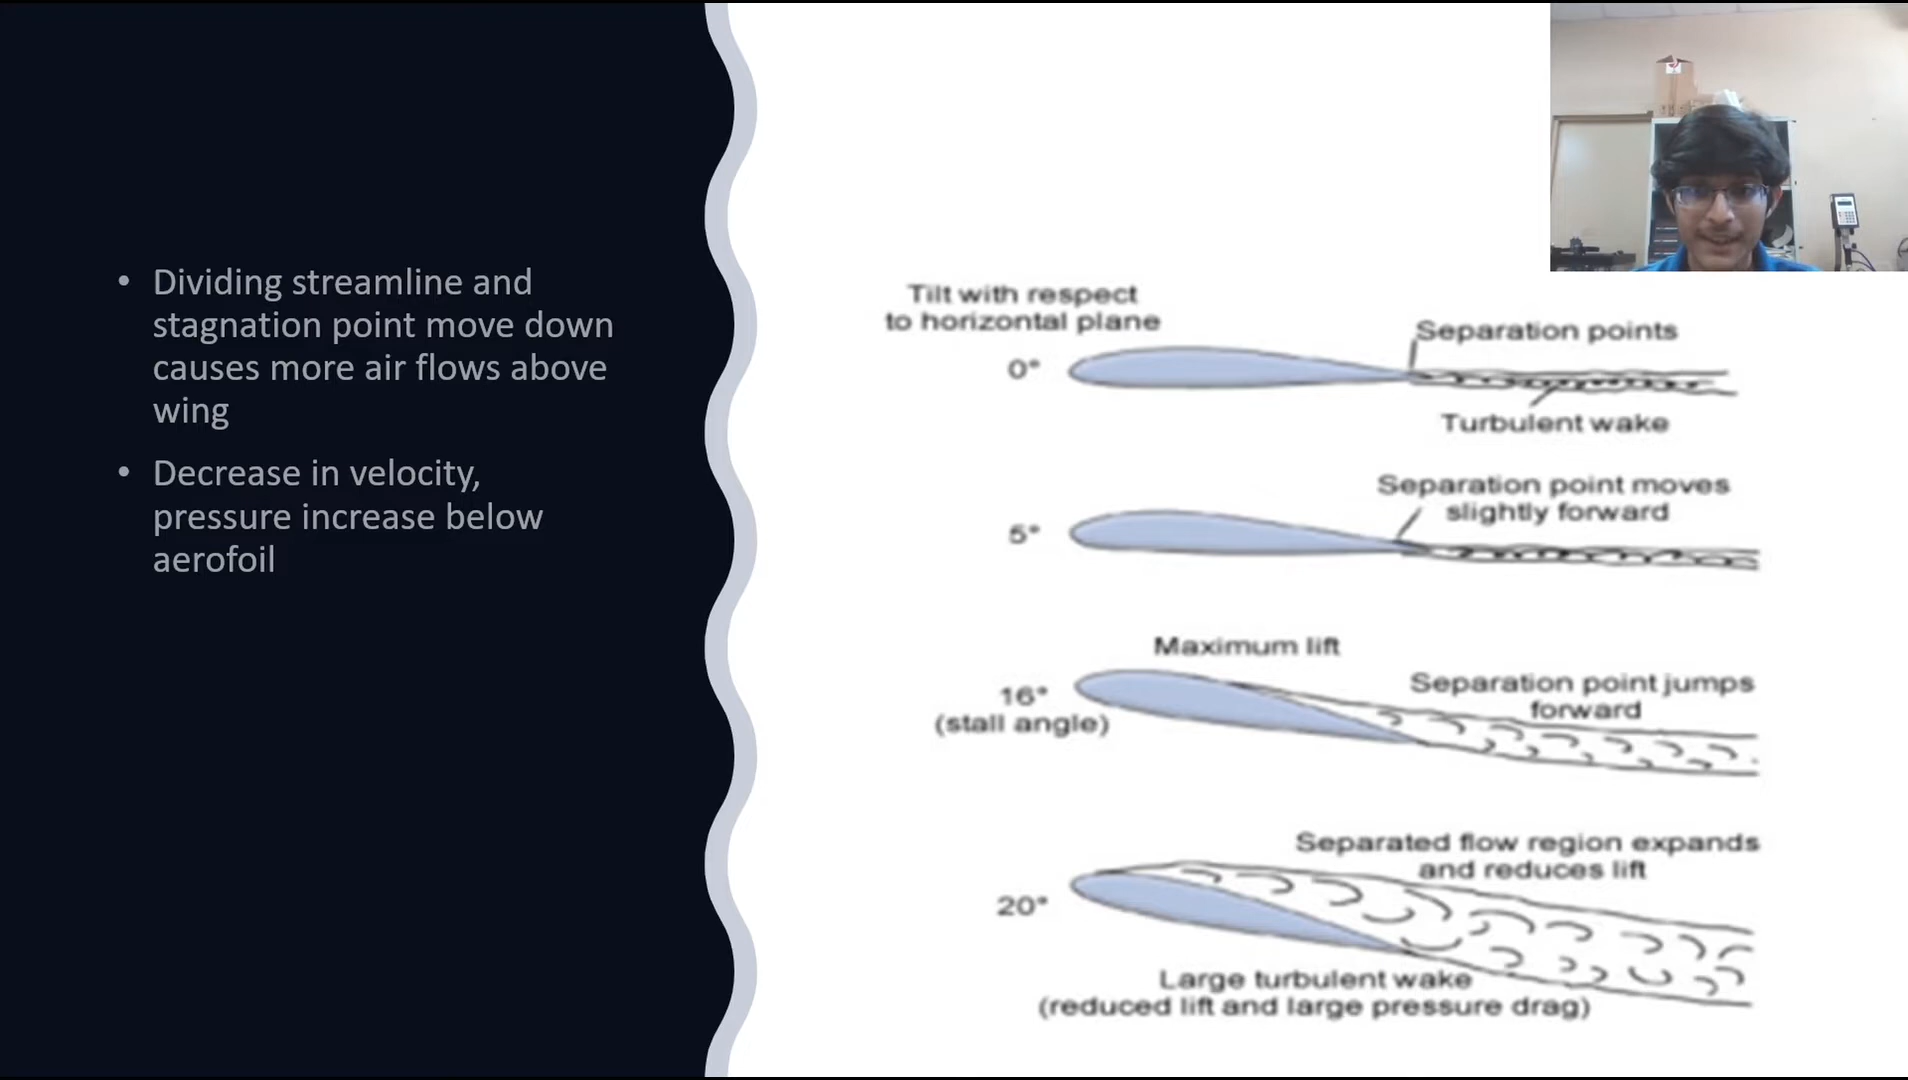 • Dividing streamline and
stagnation point move down
causes more air flows above
wing
• Decrease in velocity,
pressure increase below
aerofoil
Tilt with respect
to horizontal plane
0°
Separation points
Turbulent wake
5°
Separation point moves
slightly forward
Maximum lift
16°
(stall angle)
Separation point jumps
forward
20°
Separated flow region expands
and reduces lift
Large turbulent wake
(reduced lift and large pressure drag)